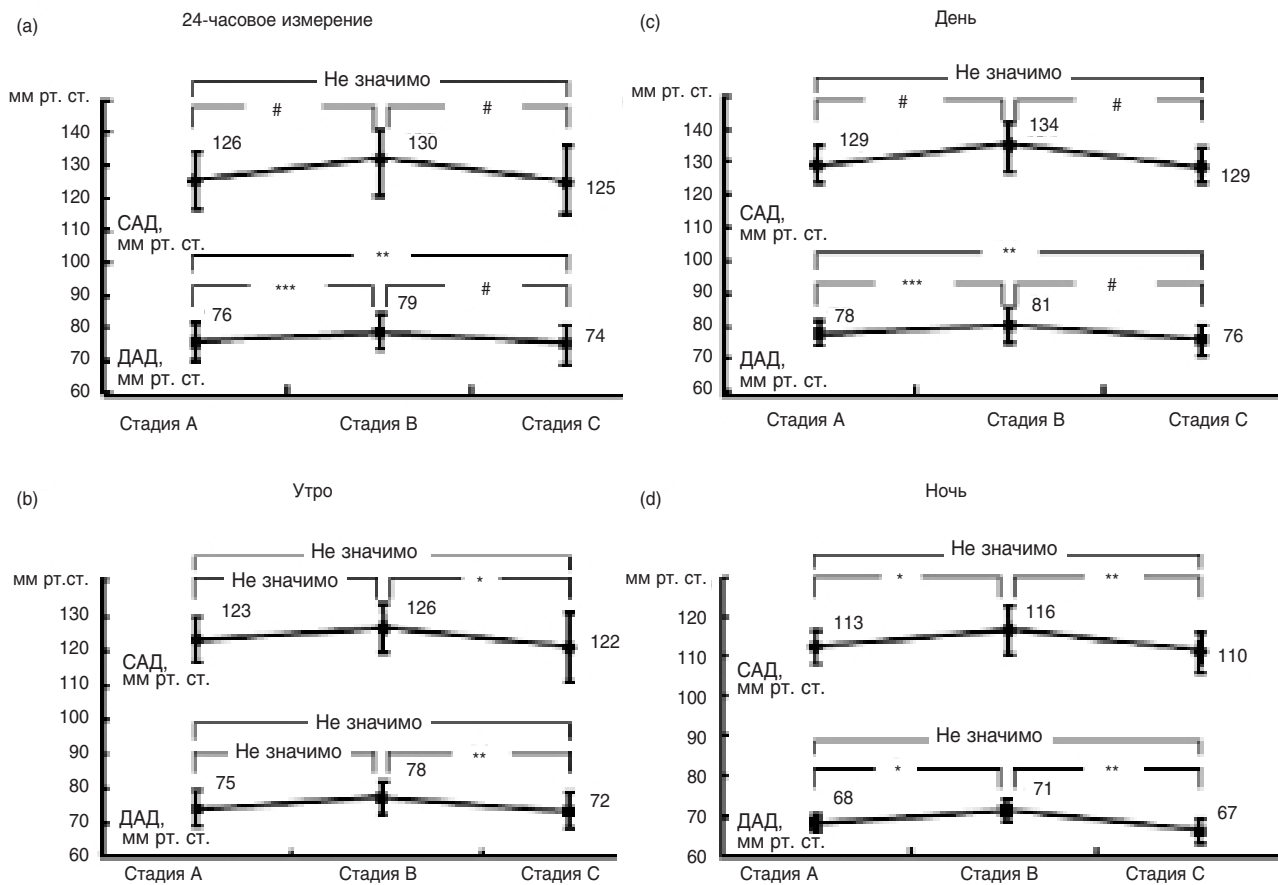 (a)
24-часовое измерение
Не значимо
мм рт. ст.
# #
140
126 130
130
120
125
110
САД,
мм рт. ст.
100
**
90
*** #
80
76 79
74
70
ДАД,
мм рт. ст.
60
Стадия A Стадия B Стадия C
(c)
День
Не значимо
мм рт. ст.
# #
150
140
129 134
130
129
120
110
САД,
мм рт. ст.
100
**
90
*** #
80
78 81
76
70
ДАД,
мм рт. ст.
60
Стадия A Стадия B Стадия C
(b)
Утро
Не значимо
мм рт.ст.
Не значимо *
130
123 126
120
122
110
САД,
мм рт. ст.
100
Не значимо
90
Не значимо **
80
75 78
72
70
ДАД,
мм рт. ст.
60
Стадия A Стадия B Стадия C
(d)
Ночь
Не значимо
мм рт. ст.
* **
120
113 116
110
110
САД,
мм рт. ст.
100
90
Не значимо
80
* **
68 71
67
70
ДАД,
мм рт. ст.
60
Стадия A Стадия B Стадия C